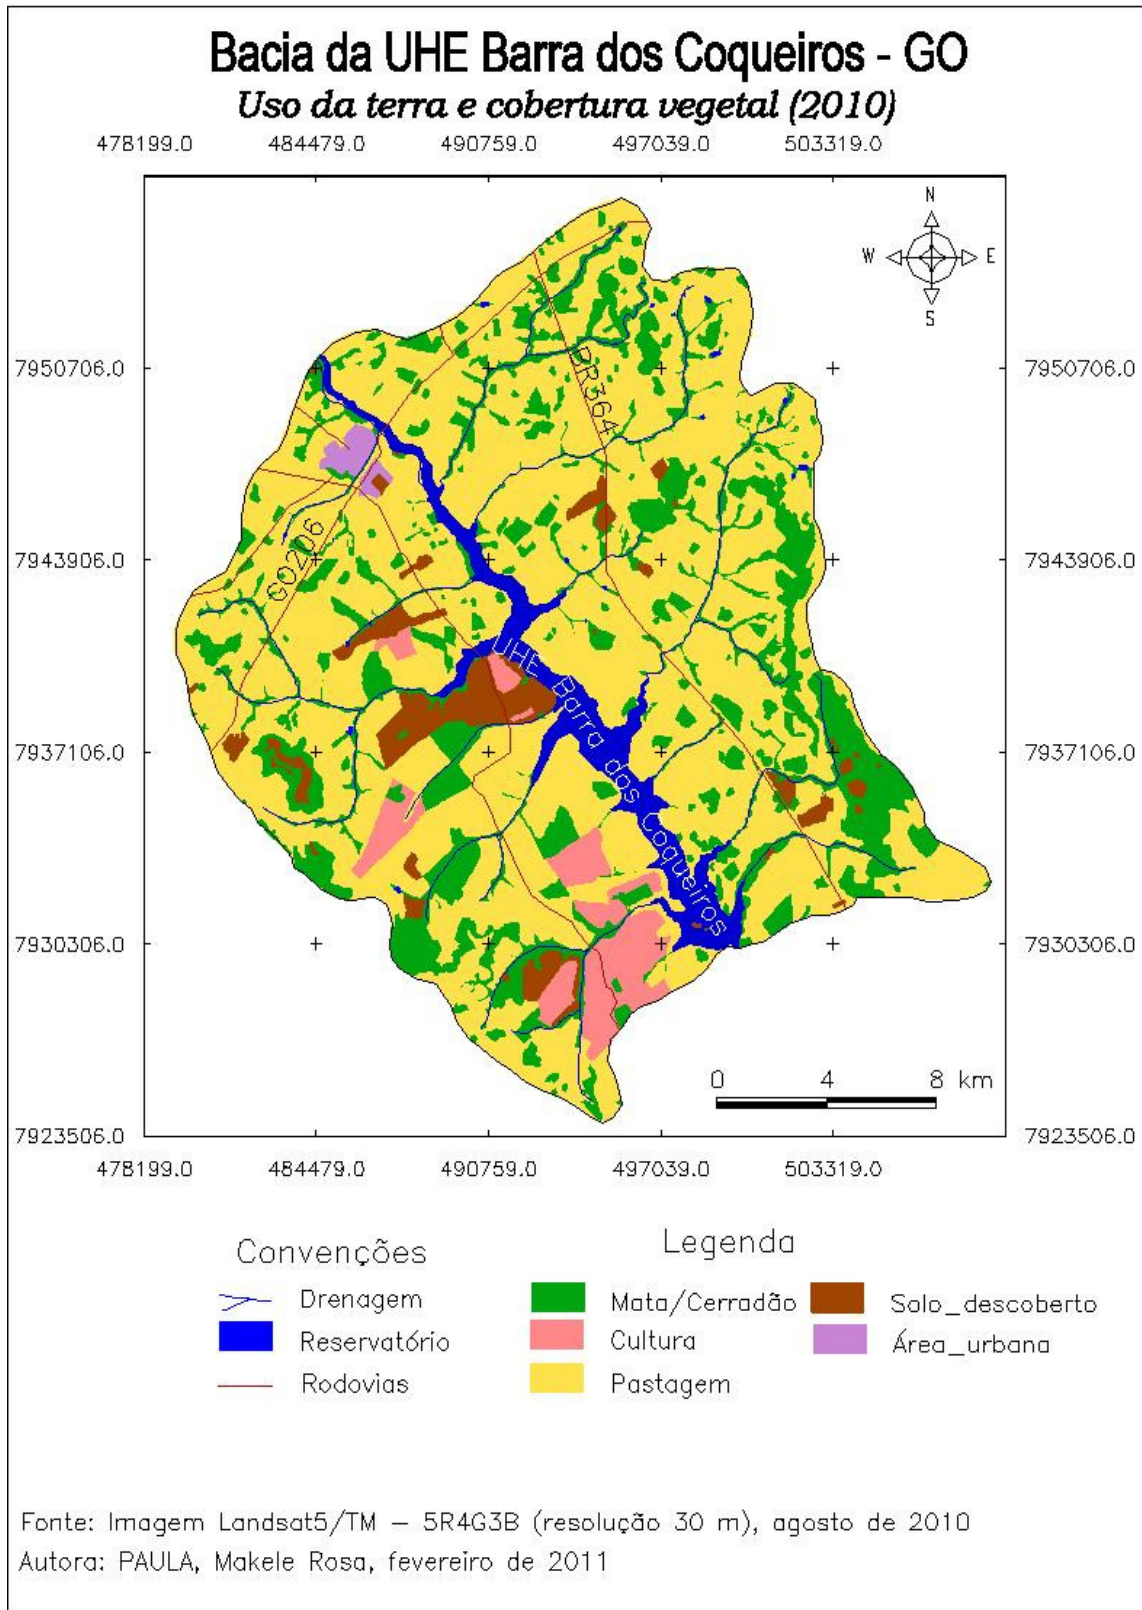 Bacia da UHE Barra dos Coqueiros - GO
Uso da terra e cobertura vegetal (2010)
478199.0 484479.0 490759.0 497039.0 503319.0
N
W E
S
7950706.0 7950706.0
BR364
GO206
7943906.0 7943906.0
UHE Barra dos Coqueiros
7937106.0 7937106.0
7930306.0 7930306.0
0 4 8 km
7923506.0 7923506.0
478199.0 484479.0 490759.0 497039.0 503319.0
Convenções
Drenagem
Reservatório
Rodovias
Legenda
Mata/Cerradão
Cultura
Pastagem
Solo_descoberto
Área_urbana
Fonte: Imagem Landsat5/TM – 5R4G3B (resolução 30 m), agosto de 2010
Autora: PAULA, Makele Rosa, fevereiro de 2011